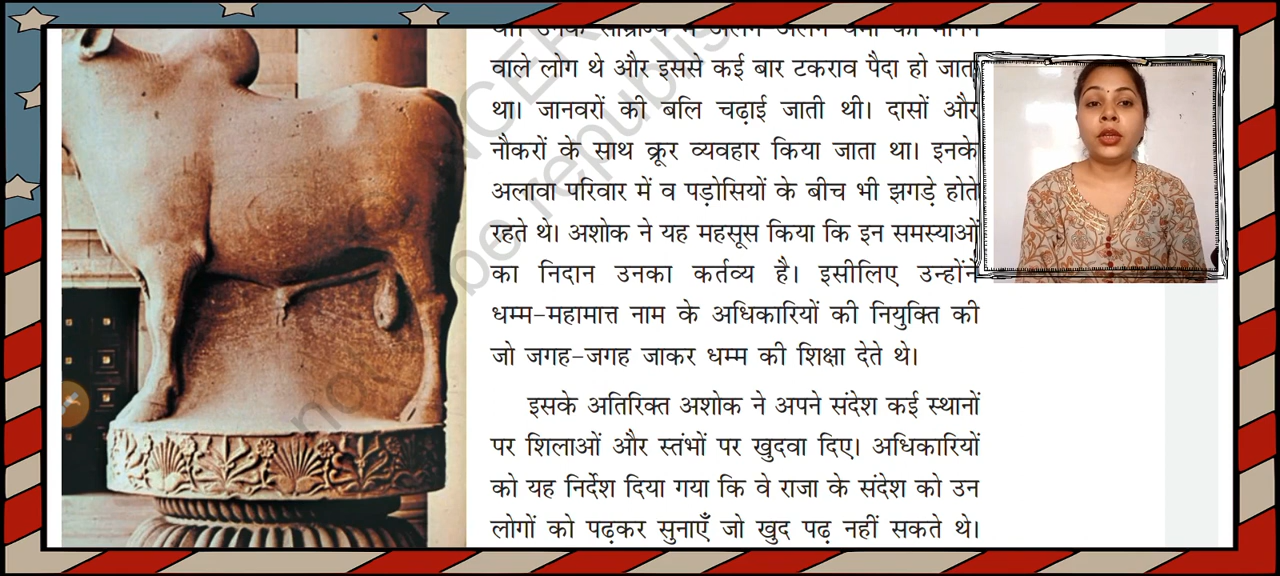 वाले लोग थे और इससे कई बार टकराव पैदा हो जाता
था। जानवरों की बलि चढ़ाई जाती थी। दासों और
नौकरों के साथ क्रूर व्यवहार किया जाता था। इनके
अलावा परिवार में व पड़ोसियों के बीच भी झगड़े होते
रहते थे। अशोक ने यह महसूस किया कि इन समस्याओं
का निदान उनका कर्तव्य है। इसीलिए उन्होंने
धम्म-महामात्त नाम के अधिकारियों की नियुक्ति की
जो जगह-जगह जाकर धम्म की शिक्षा देते थे।
इसके अतिरिक्त अशोक ने अपने संदेश कई स्थानों
पर शिलाओं और स्तंभों पर खुदवा दिए। अधिकारियों
को यह निर्देश दिया गया कि वे राजा के संदेश को उन
लोगों को पढ़कर सुनाएँ जो खुद पढ़ नहीं सकते थे।